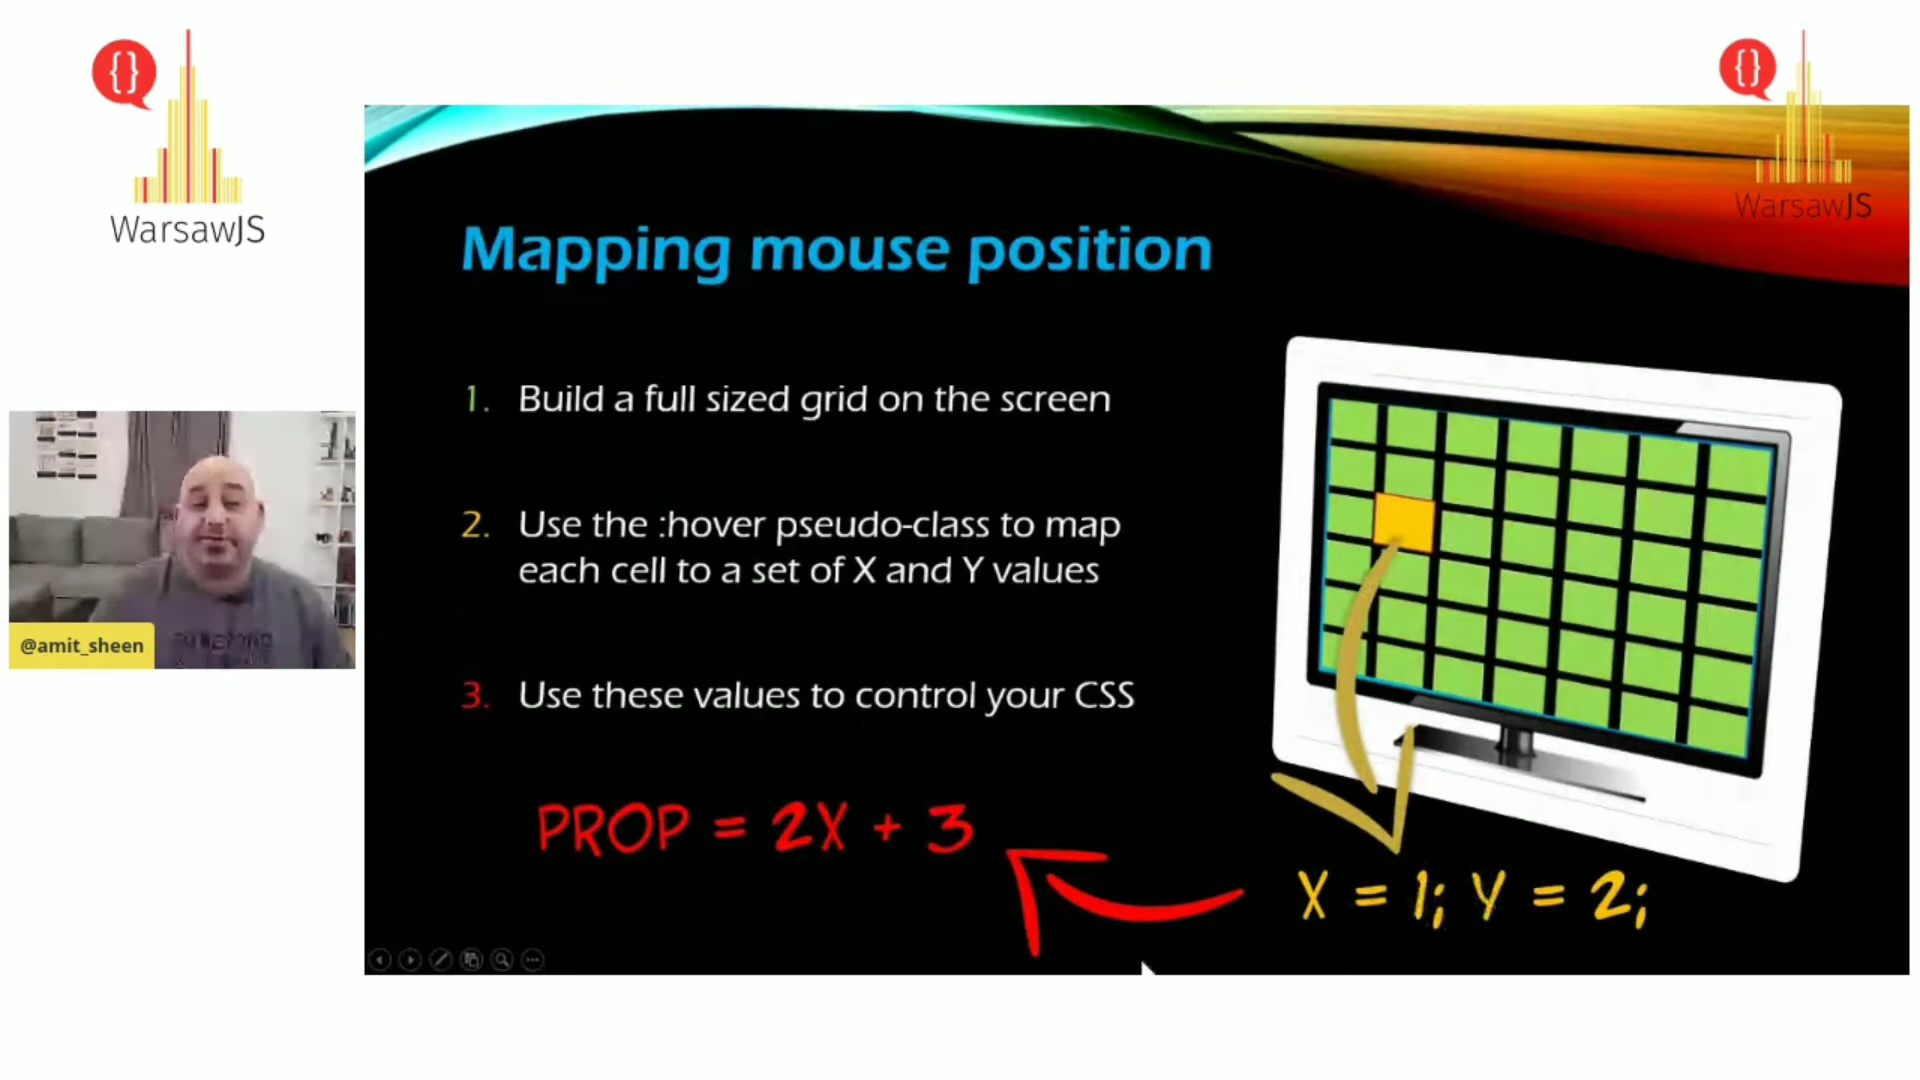 {}
WarsawJS
{}
WarsawJS
Mapping mouse position
1. Build a full sized grid on the screen
2. Use the :hover pseudo-class to map
each cell to a set of X and Y values
3. Use these values to control your CSS
PROP = 2X + 3
X = 1; Y = 2;
@amit_sheen